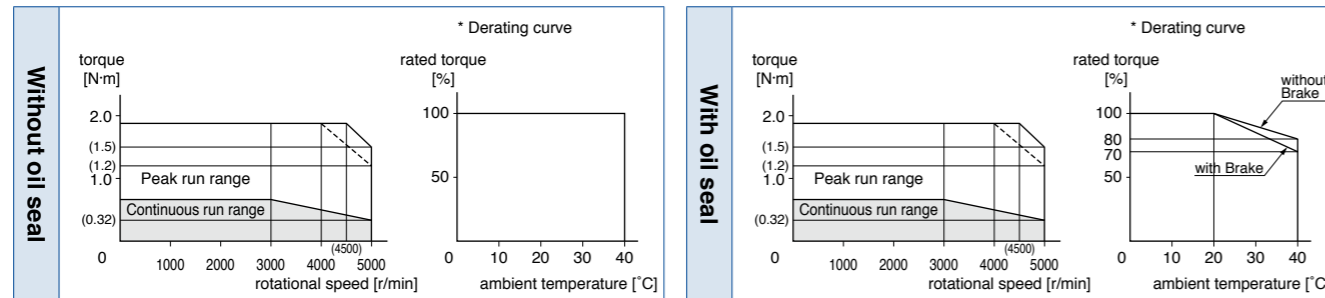 Without oil seal
* Derating curve
torque
[N·m]
2.0
(1.5)
(1.2)
1.0
(0.32)
0
Peak run range
Continuous run range
1000
2000
3000
4000
(4500)
5000
rotational speed [r/min]
rated torque
[%]
100
50
0
10
20
30
40
ambient temperature [˚C]
With oil seal
* Derating curve
torque
[N·m]
2.0
(1.5)
(1.2)
1.0
(0.32)
0
Peak run range
Continuous run range
1000
2000
3000
4000
(4500)
5000
rotational speed [r/min]
rated torque
[%]
100
80
70
50
0
without
Brake
with Brake
10
20
30
40
ambient temperature [˚C]